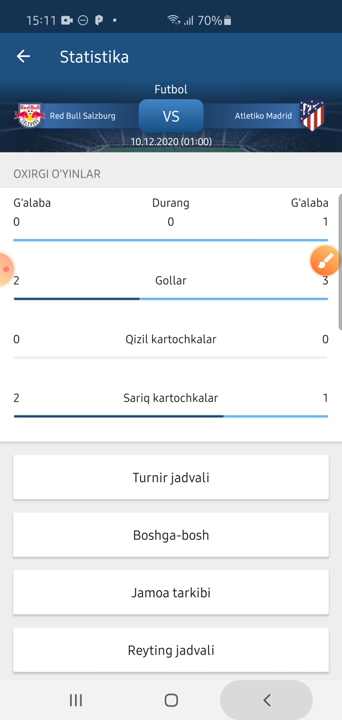 15:11 70%
Statistika
Futbol
Red Bull Salzburg VS Atletiko Madrid
10.12.2020 (01:00)
OXIRGI O'YINLAR
G'alaba Durang G'alaba
0 0 1
2 Gollar 3
0 Qizil kartochkalar 0
2 Sariq kartochkalar 1
Turnir jadvali
Boshga-bosh
Jamoa tarkibi
Reyting jadvali